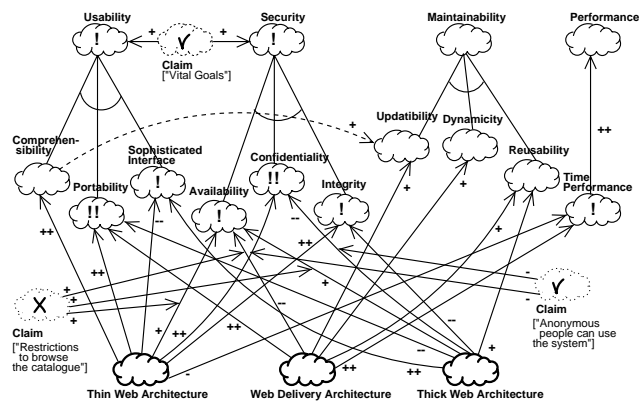 Usability
Security
Maintainability
Performance
!
+
+
!
Claim
["Vital Goals"]
Comprehen-
sibility
+
Updatibility
Dynamicity
++
Sophisticated
Interface
Confidentiality
Reusability
Portability
!
Availability
!!
Integrity
Time
Performance
!!
!
!
!
++
--
--
+
+
+
++
++
+
+
+
+
-
-
Claim
["Restrictions
to browse
the catalogue"]
Claim
["Anonymous
people can use
the system"]
+
++
++
--
--
--
++
++
+
-
Thin Web Architecture
Web Delivery Architecture
Thick Web Architecture